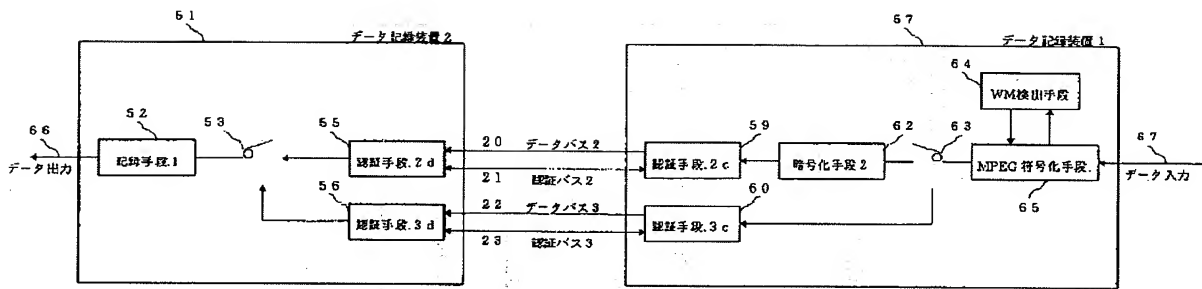 51
データ記録装置2
57
データ記録装置1
64
WM検出手段
66
データ出力
52
記録手段.1
53
55
認証手段.2d
20
データバス2
21
認証バス2
59
認証手段.2c
62
暗号化手段2
63
MPEG符号化手段.
65
67
データ入力
56
認証手段.3d
22
データバス3
23
認証バス3
60
認証手段.3c